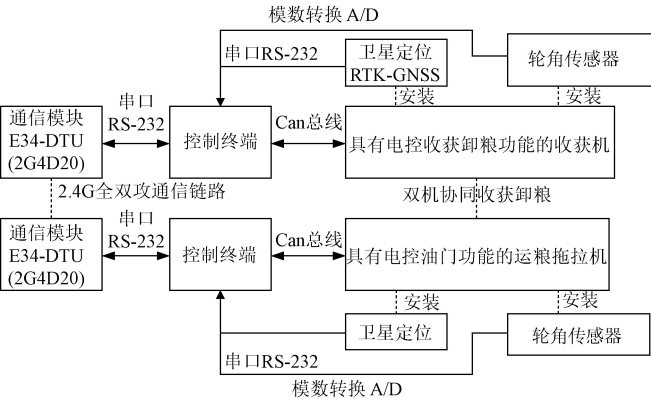 模数转换 A/D
串口RS-232
卫星定位
RTK-GNSS
轮角传感器
安装
安装
通信模块
E34-DTU
(2G4D20)
串口
RS-232
控制终端
Can总线
具有电控收获卸粮功能的收获机
2.4G全双攻通信链路
双机协同收获卸粮
通信模块
E34-DTU
(2G4D20)
串口
RS-232
控制终端
Can总线
具有电控油门功能的运粮拖拉机
安装
安装
卫星定位
轮角传感器
串口RS-232
模数转换 A/D